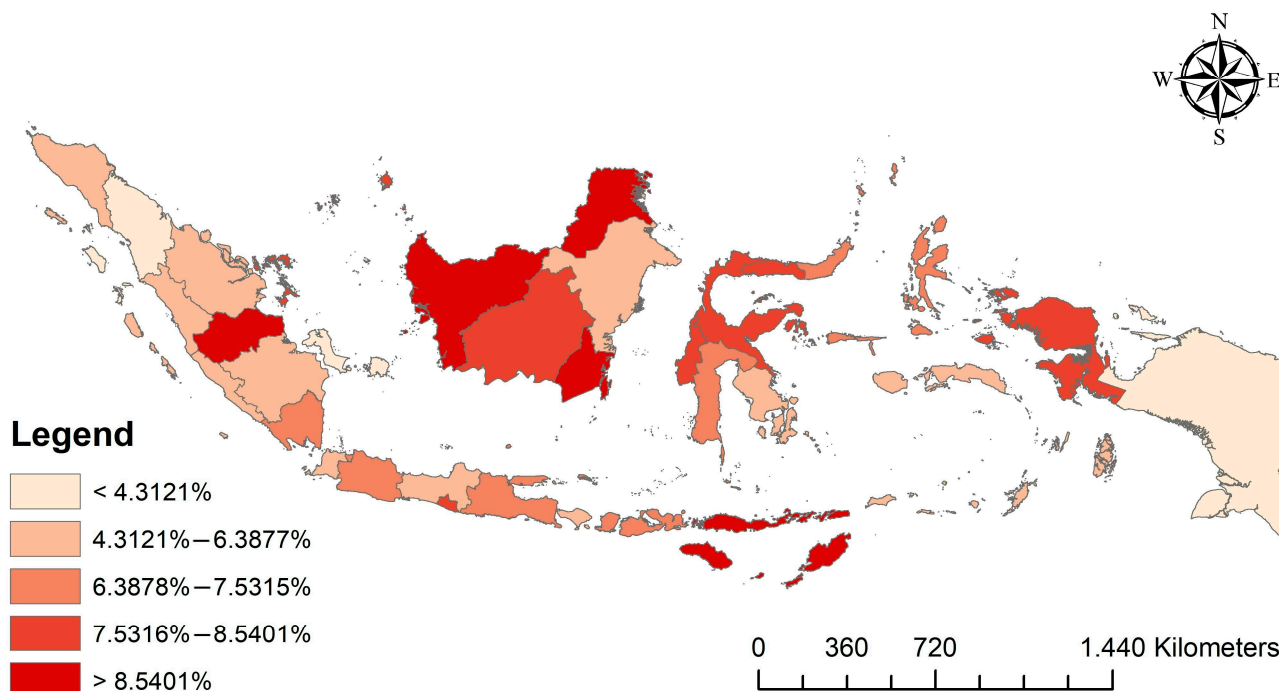 N
W E
S
Legend
< 4.3121%
4.3121%—6.3877%
6.3878%—7.5315%
7.5316%—8.5401%
> 8.5401%
0 360 720 1.440 Kilometers